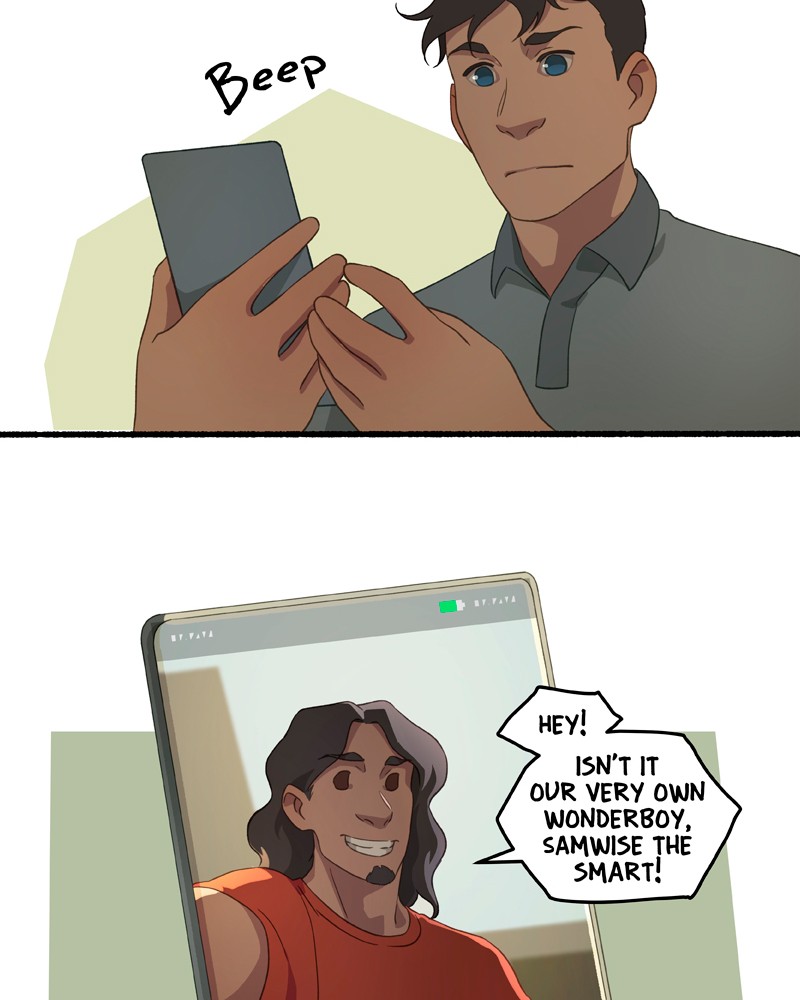 Beep
HEY!
ISN'T IT
OUR VERY OWN
WONDERBOY,
SAMWISE THE
SMART!